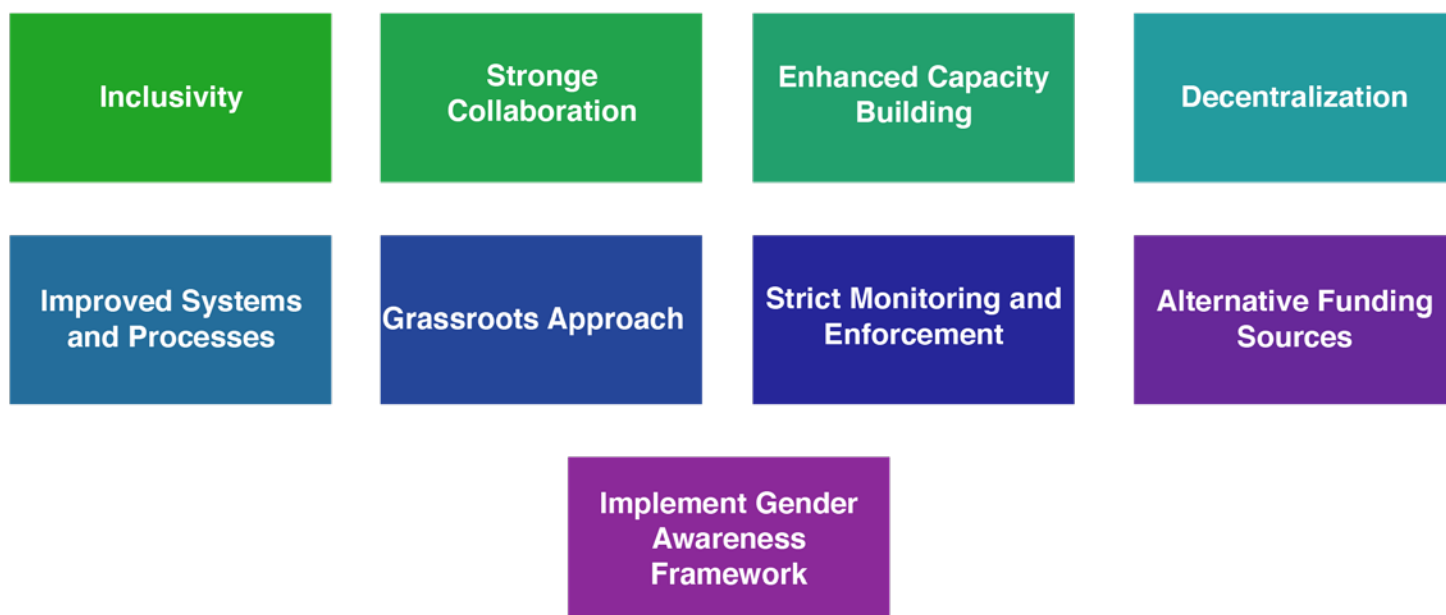 Inclusivity
Stronge
Collaboration
Enhanced Capacity
Building
Decentralization
Improved Systems
and Processes
Grassroots Approach
Strict Monitoring and
Enforcement
Alternative Funding
Sources
Implement Gender
Awareness
Framework